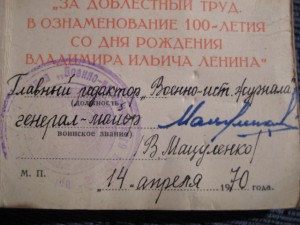 „ЗА ДОБЛЕСТНЫЙ ТРУД.
В ОЗНАМЕНОВАНИЕ 100-ЛЕТИЯ
СО ДНЯ РОЖДЕНИЯ
ВЛАДИМИРА ИЛЬИЧА ЛЕНИНА"
Главный редактор „Военно-ист. журнала
(должность,
генерал-майор
воинское звание)
В. Мацуленко
М. П.
"14" апреля 1970 года.